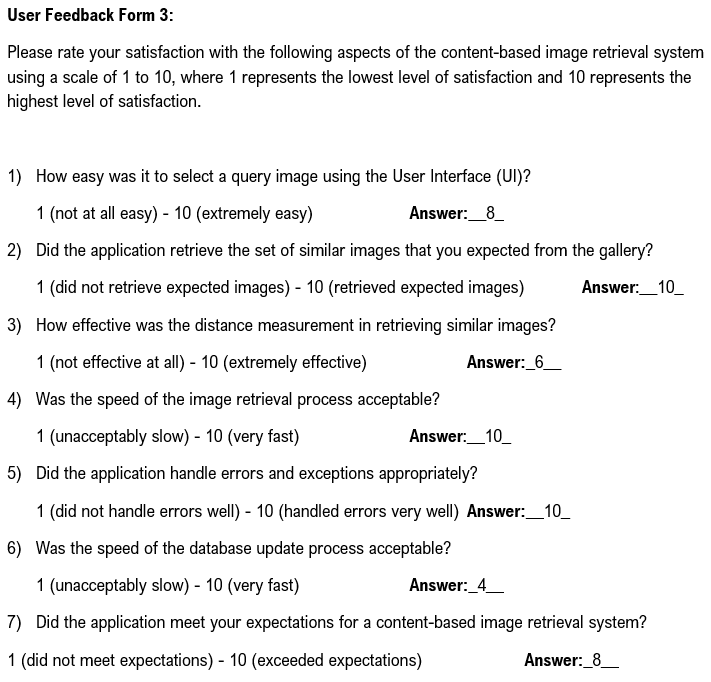 User Feedback Form 3:
Please rate your satisfaction with the following aspects of the content-based image retrieval system
using a scale of 1 to 10, where 1 represents the lowest level of satisfaction and 10 represents the
highest level of satisfaction.
1) How easy was it to select a query image using the User Interface (UI)?
1 (not at all easy) - 10 (extremely easy) Answer:__8_
2) Did the application retrieve the set of similar images that you expected from the gallery?
1 (did not retrieve expected images) - 10 (retrieved expected images) Answer:__10_
3) How effective was the distance measurement in retrieving similar images?
1 (not effective at all) - 10 (extremely effective) Answer:_6__
4) Was the speed of the image retrieval process acceptable?
1 (unacceptably slow) - 10 (very fast) Answer:__10_
5) Did the application handle errors and exceptions appropriately?
1 (did not handle errors well) - 10 (handled errors very well) Answer:__10_
6) Was the speed of the database update process acceptable?
1 (unacceptably slow) - 10 (very fast) Answer:_4__
7) Did the application meet your expectations for a content-based image retrieval system?
1 (did not meet expectations) - 10 (exceeded expectations) Answer:_8__